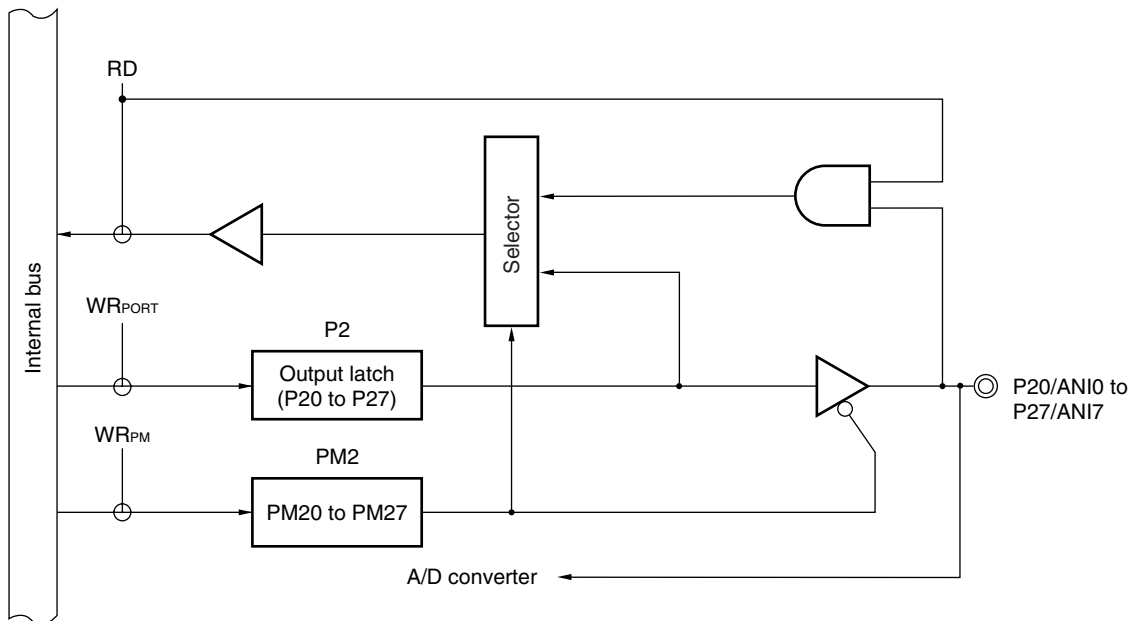 RD
Selector
Internal bus
WRPORT
P2
Output latch
(P20 to P27)
P20/ANI0 to
P27/ANI7
WRPM
PM2
PM20 to PM27
A/D converter